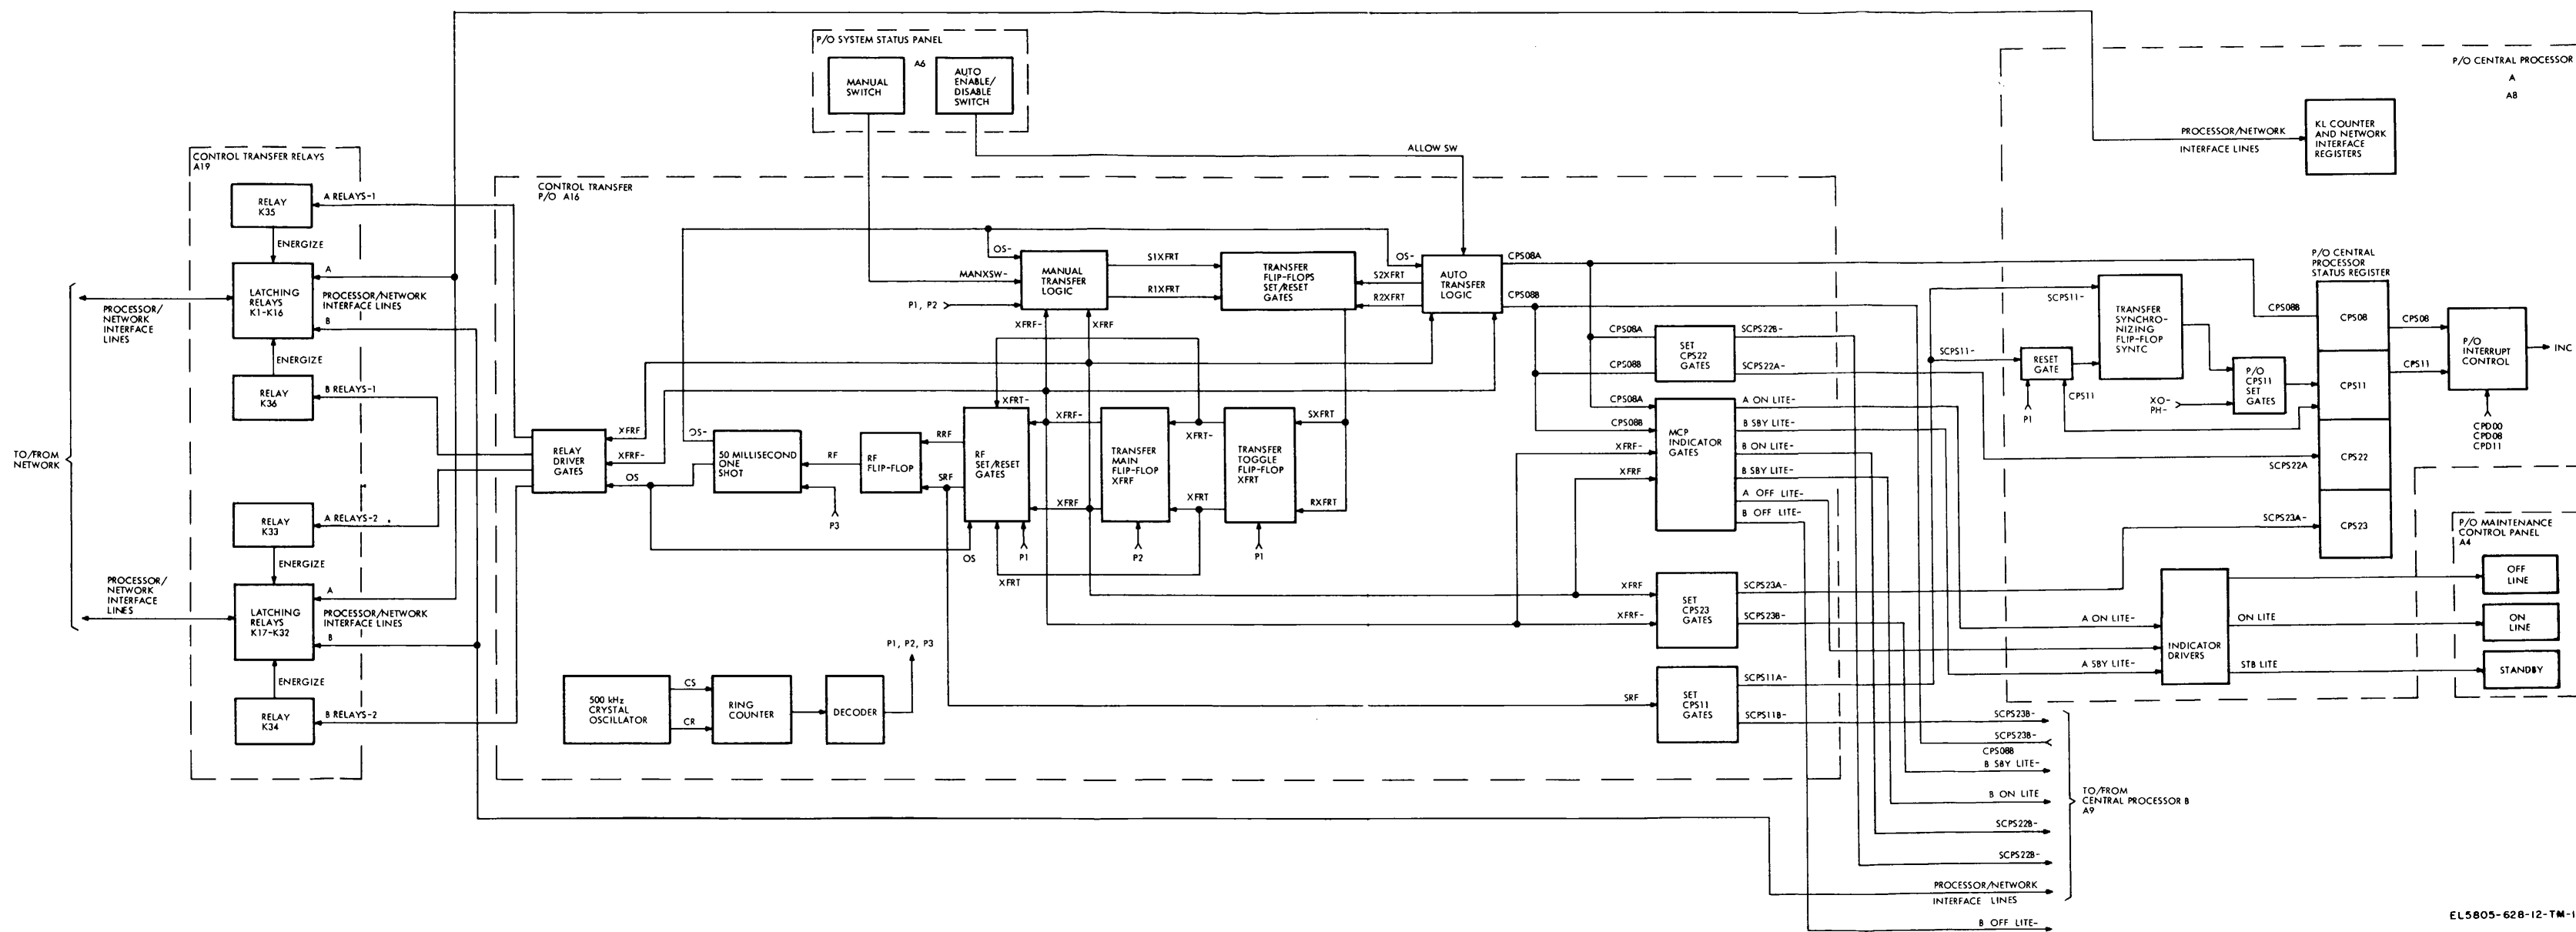 P/O SYSTEM STATUS PANEL
A6
MANUAL
SWITCH
AUTO
ENABLE/
DISABLE
SWITCH
ALLOW SW
CONTROL TRANSFER RELAYS
A19
RELAY
K35
A RELAYS-1
ENERGIZE
A
LATCHING
RELAYS
K1-K16
PROCESSOR/NETWORK
INTERFACE LINES
B
ENERGIZE
RELAY
K36
B RELAYS-1
PROCESSOR/
NETWORK
INTERFACE
LINES
TO/FROM
NETWORK
RELAY
K33
A RELAYS-2
ENERGIZE
PROCESSOR/
NETWORK
INTERFACE
LINES
A
LATCHING
RELAYS
K17-K32
PROCESSOR/NETWORK
INTERFACE LINES
B
ENERGIZE
RELAY
K34
B RELAYS-2
CONTROL TRANSFER
P/O A16
OS-
MANXSW-
P1, P2
MANUAL
TRANSFER
LOGIC
XFRF-
XFRF
S1XFRT
R1XFRT
TRANSFER
FLIP-FLOPS
SET/RESET
GATES
OS-
S2XFRT
R2XFRT
AUTO
TRANSFER
LOGIC
CPS08A
CPS08B
RELAY
DRIVER
GATES
XFRF
XFRF-
OS
OS-
50 MILLISECOND
ONE
SHOT
RF
P3
RF
FLIP-FLOP
RRF
SRF
XFRT-
RF
SET/RESET
GATES
OS
P1
XFRT
XFRF-
XFRF
TRANSFER
MAIN
FLIP-FLOP
XFRF
P2
XFRT-
XFRT
TRANSFER
TOGGLE
FLIP-FLOP
XFRT
P1
SXFRT
RXFRT
500 kHz
CRYSTAL
OSCILLATOR
CS
CR
RING
COUNTER
DECODER
P1, P2, P3
CPS08A
CPS08B
SET
CPS22
GATES
SCPS22B-
SCPS22A-
CPS08A
CPS08B
XFRF-
XFRF
MCP
INDICATOR
GATES
A ON LITE-
B SBY LITE-
B ON LITE-
B SBY LITE-
A OFF LITE-
B OFF LITE-
XFRF
XFRF-
SET
CPS23
GATES
SCPS23A-
SCPS23B-
SRF
SET
CPS11
GATES
SCPS11A-
SCPS11B-
P/O CENTRAL PROCESSOR
A
A8
PROCESSOR/NETWORK
INTERFACE LINES
KL COUNTER
AND NETWORK
INTERFACE
REGISTERS
SCPS11-
SCPS11-
RESET
GATE
P1
CPS11
TRANSFER
SYNCHRO-
NIZING
FLIP-FLOP
SYNTC
XO-
PH-
P/O
CPS11
SET
GATES
P/O CENTRAL
PROCESSOR
STATUS REGISTER
CPS08B
CPS08
CPS11
CPS22
CPS23
SCPS22A
SCPS23A-
CPS08
CPS11
P/O
INTERRUPT
CONTROL
INC
CPD00
CPD08
CPD11
A ON LITE-
A SBY LITE-
INDICATOR
DRIVERS
ON LITE
STB LITE
P/O MAINTENANCE
CONTROL PANEL
A4
OFF
LINE
ON
LINE
STANDBY
SCPS23B-
SCPS23B-
CPS08B
B SBY LITE-
B ON LITE
SCPS22B-
SCPS22B-
PROCESSOR/NETWORK
INTERFACE LINES
B OFF LITE-
TO/FROM
CENTRAL PROCESSOR B
A9
EL5805-628-12-TM-1